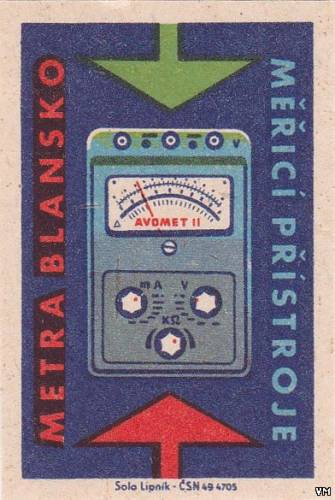 METRA BLANSKO
MĚŘICÍ PŘÍSTROJE
V
AVOMET II
mA V
KΩ
Solo Lipník - ČSN 49 4705
VM